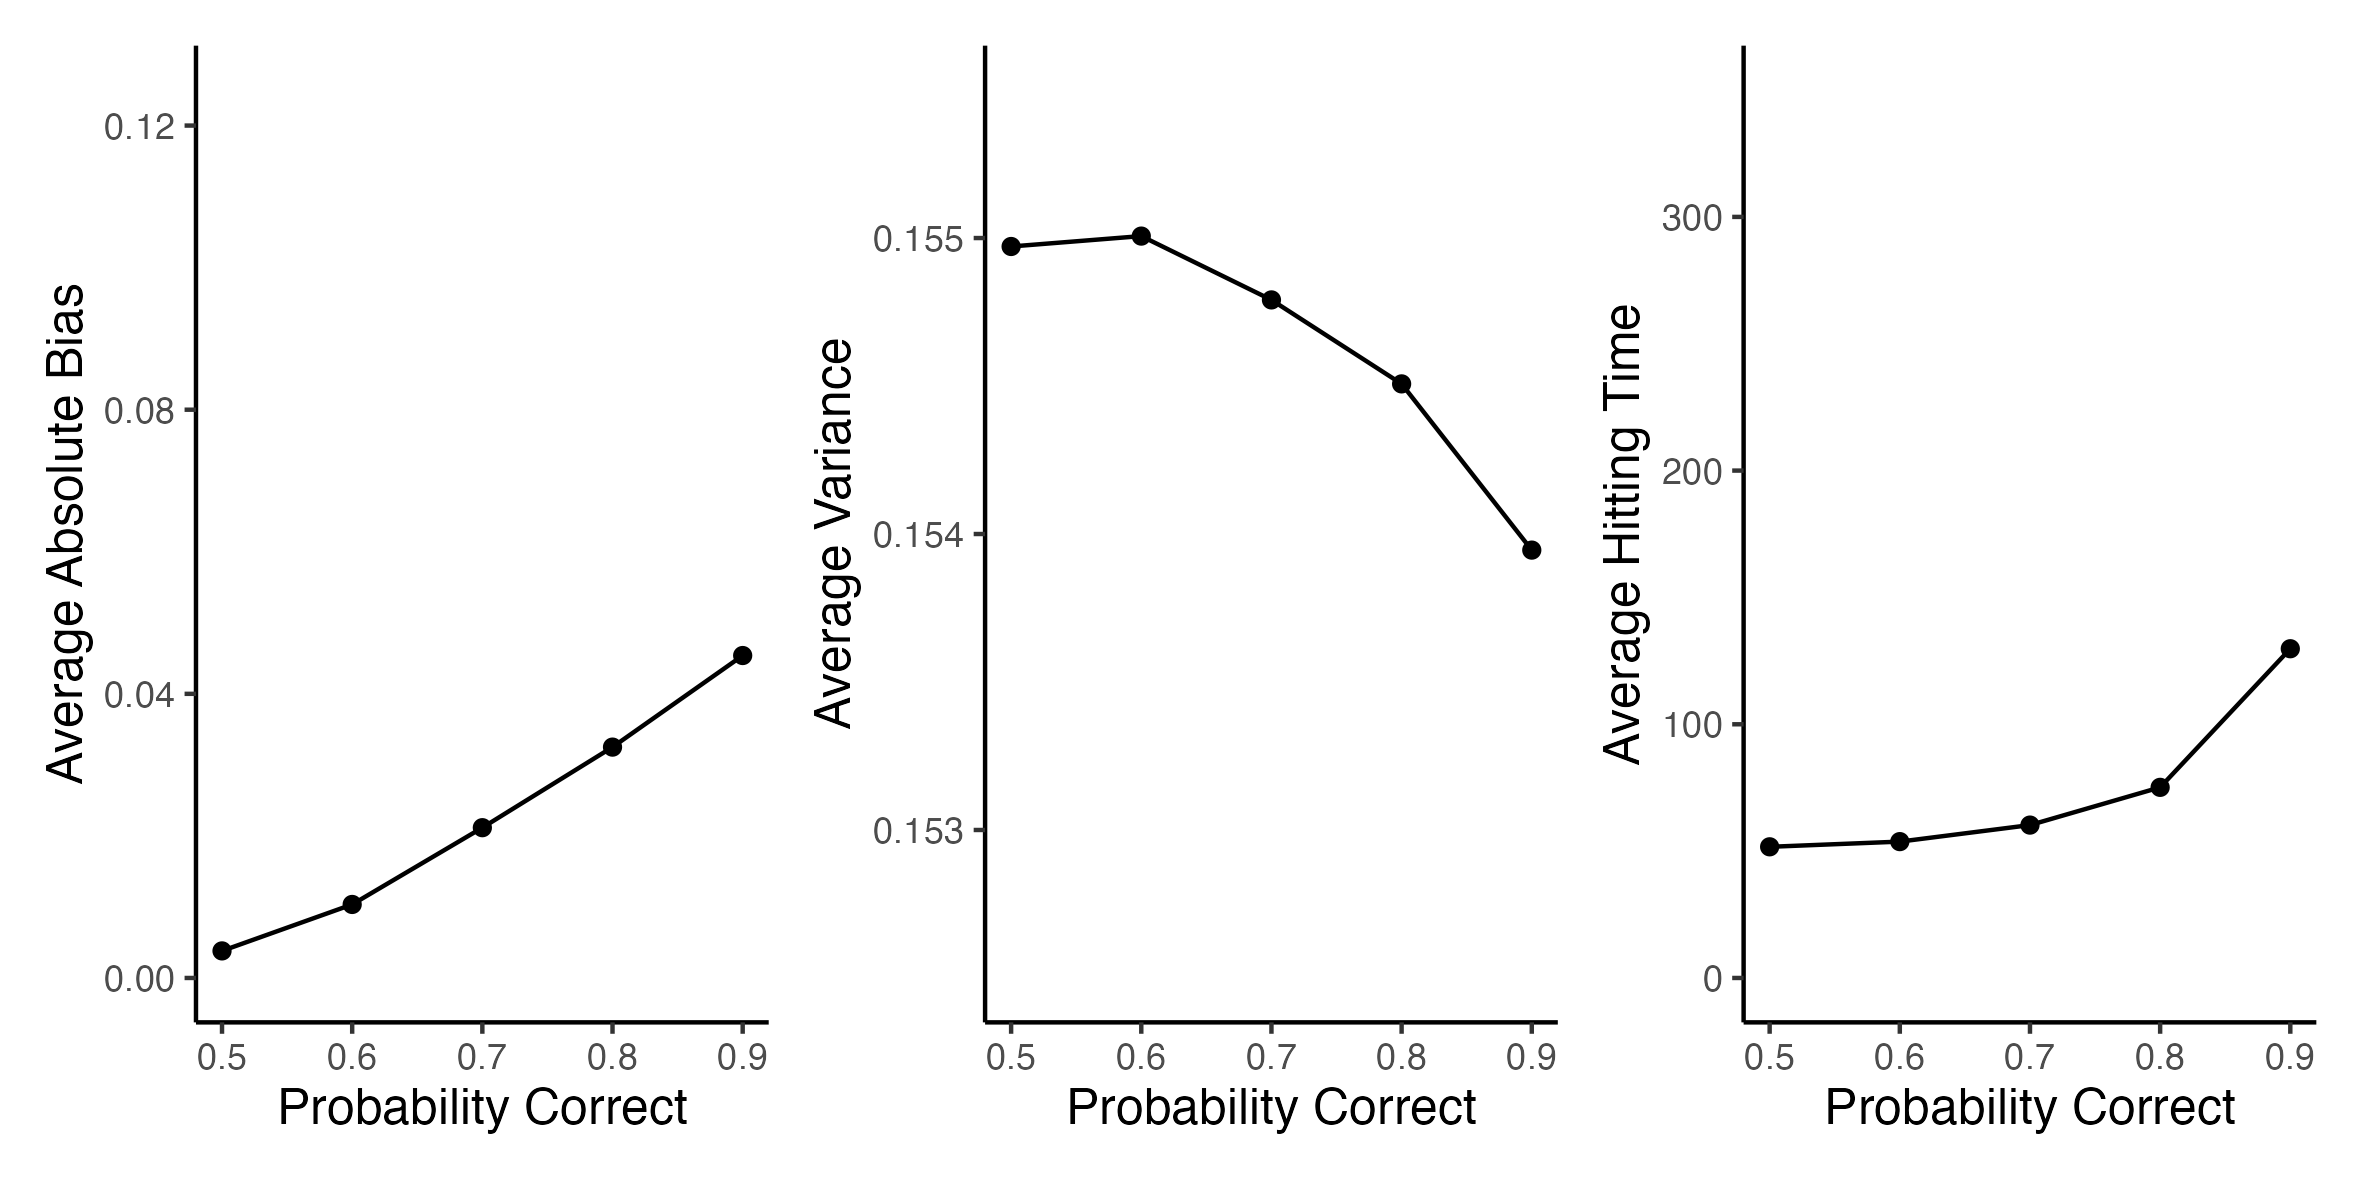 Average Absolute Bias
0.12
0.08
0.04
0.00
0.5 0.6 0.7 0.8 0.9
Probability Correct
Average Variance
0.155
0.154
0.153
0.5 0.6 0.7 0.8 0.9
Probability Correct
Average Hitting Time
300
200
100
0
0.5 0.6 0.7 0.8 0.9
Probability Correct